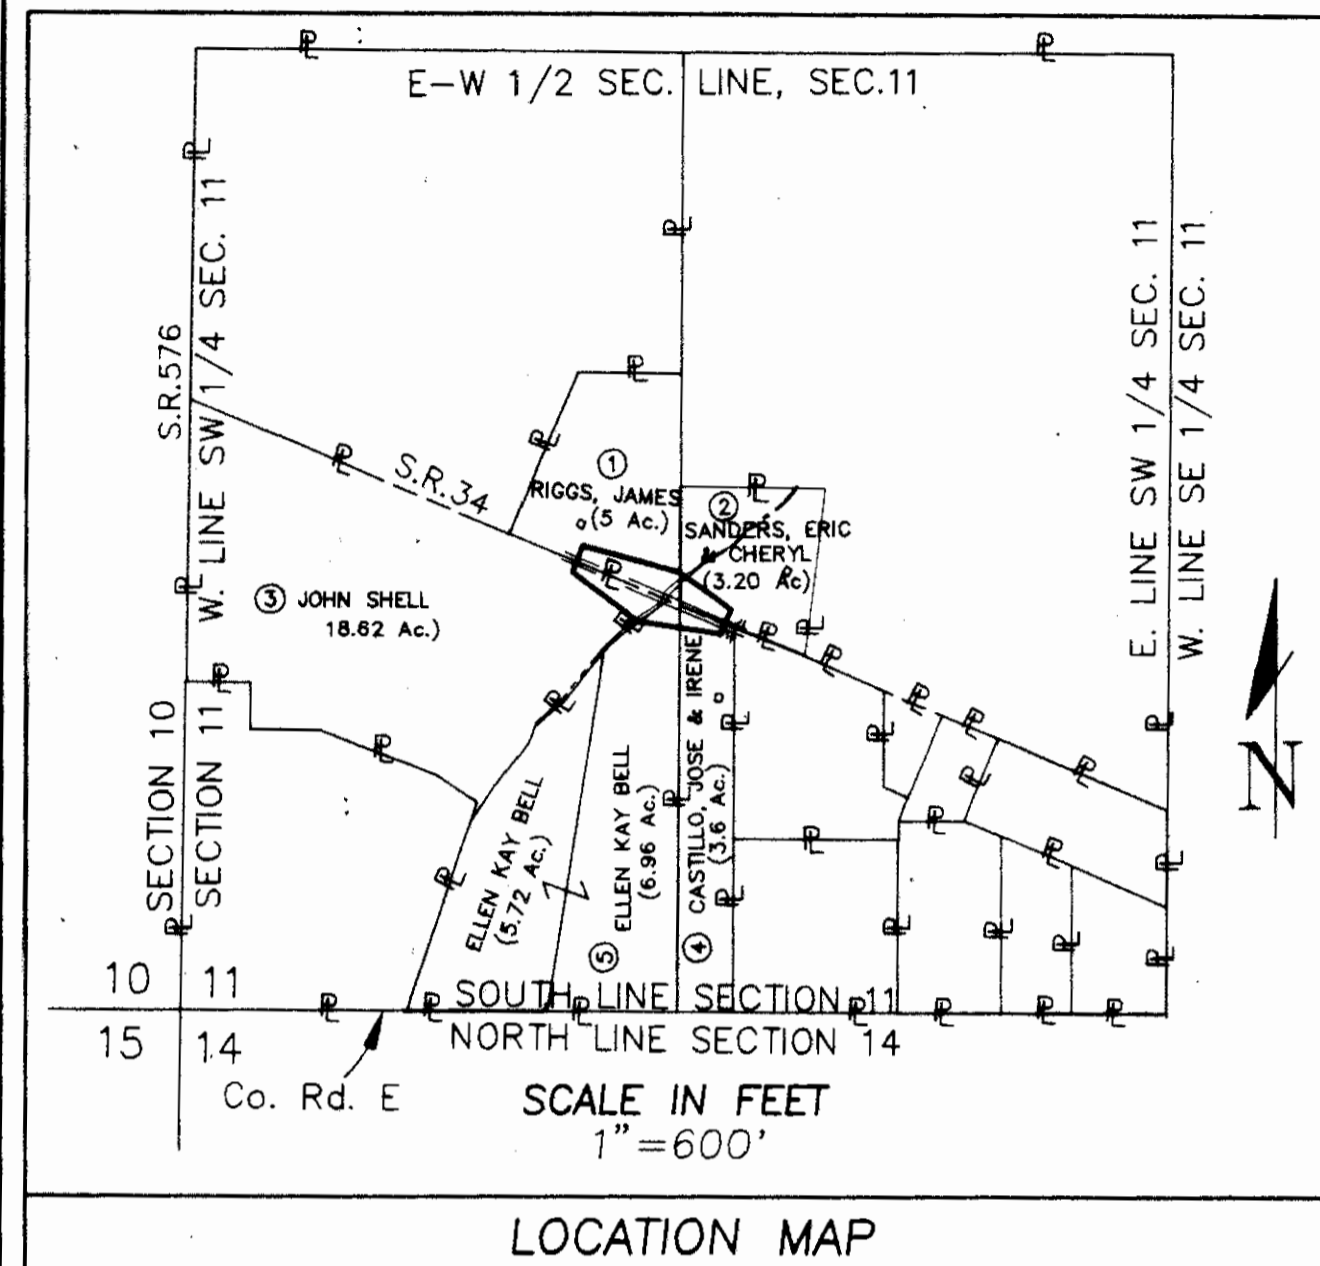 E-W 1/2 SEC. LINE, SEC.11
S.R.576
W. LINE SW 1/4 SEC. 11
E. LINE SW 1/4 SEC. 11
W. LINE SE 1/4 SEC. 11
S.R.34
1
RIGGS, JAMES
(5 Ac.)
2
SANDERS, ERIC
& CHERYL
(3.20 Ac)
3 JOHN SHELL
18.62 Ac.)
SECTION 10
SECTION 11
ELLEN KAY BELL
(5.72 Ac.)
5 ELLEN KAY BELL
(6.96 Ac.)
4 CASTILLO, JOSE & IRENE
(3.6 Ac.)
N
10 11
SOUTH LINE SECTION 11
15 14
NORTH LINE SECTION 14
Co. Rd. E
SCALE IN FEET
1"=600'
LOCATION MAP